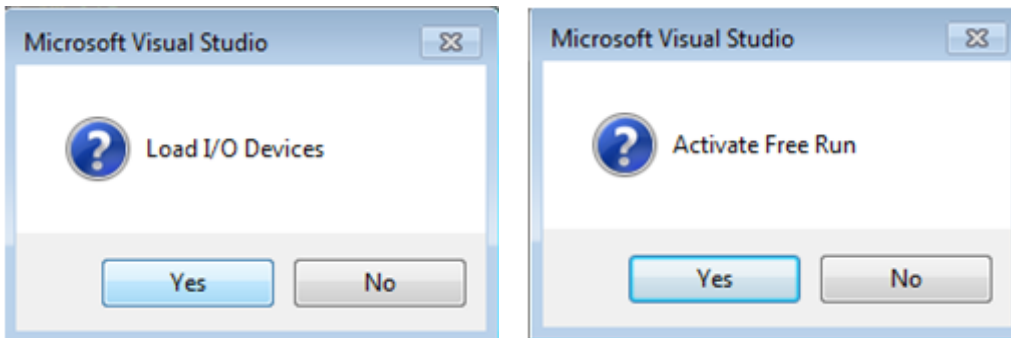 Microsoft Visual Studio
Load I/O Devices
Yes No
Microsoft Visual Studio
Activate Free Run
Yes No